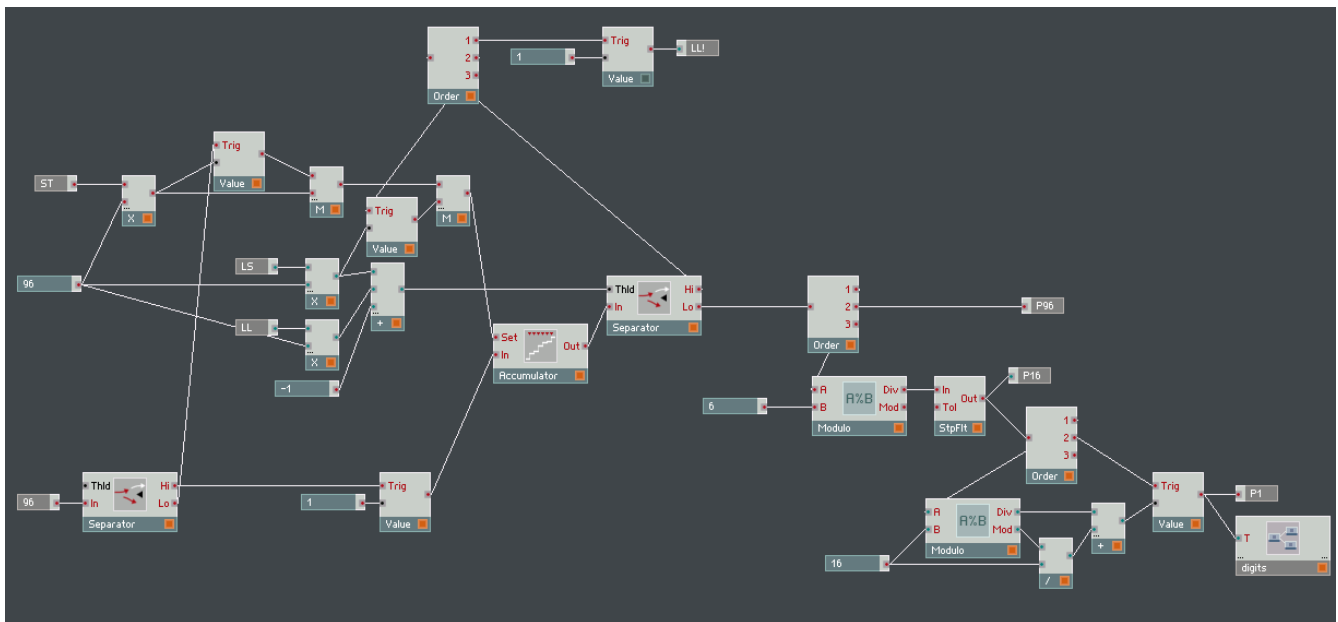 1
2
3
Order
1
Trig
Value
LL!
Trig
Value
ST
X
...
M
...
M
Trig
Value
96
LS
...
X
LL
...
X
...
+
-1
Set
In
Out
Accumulator
Thld
In
Hi
Lo
Separator
1
2
3
Order
P96
6
A
B
A%B
Div
Mod
Modulo
In
Tol
Out
StpFlt
P16
1
2
3
Order
96
Thld
In
Hi
Lo
Separator
1
Trig
Value
16
A
B
A%B
Div
Mod
Modulo
/
...
+
Trig
Value
P1
T
...
...
digits